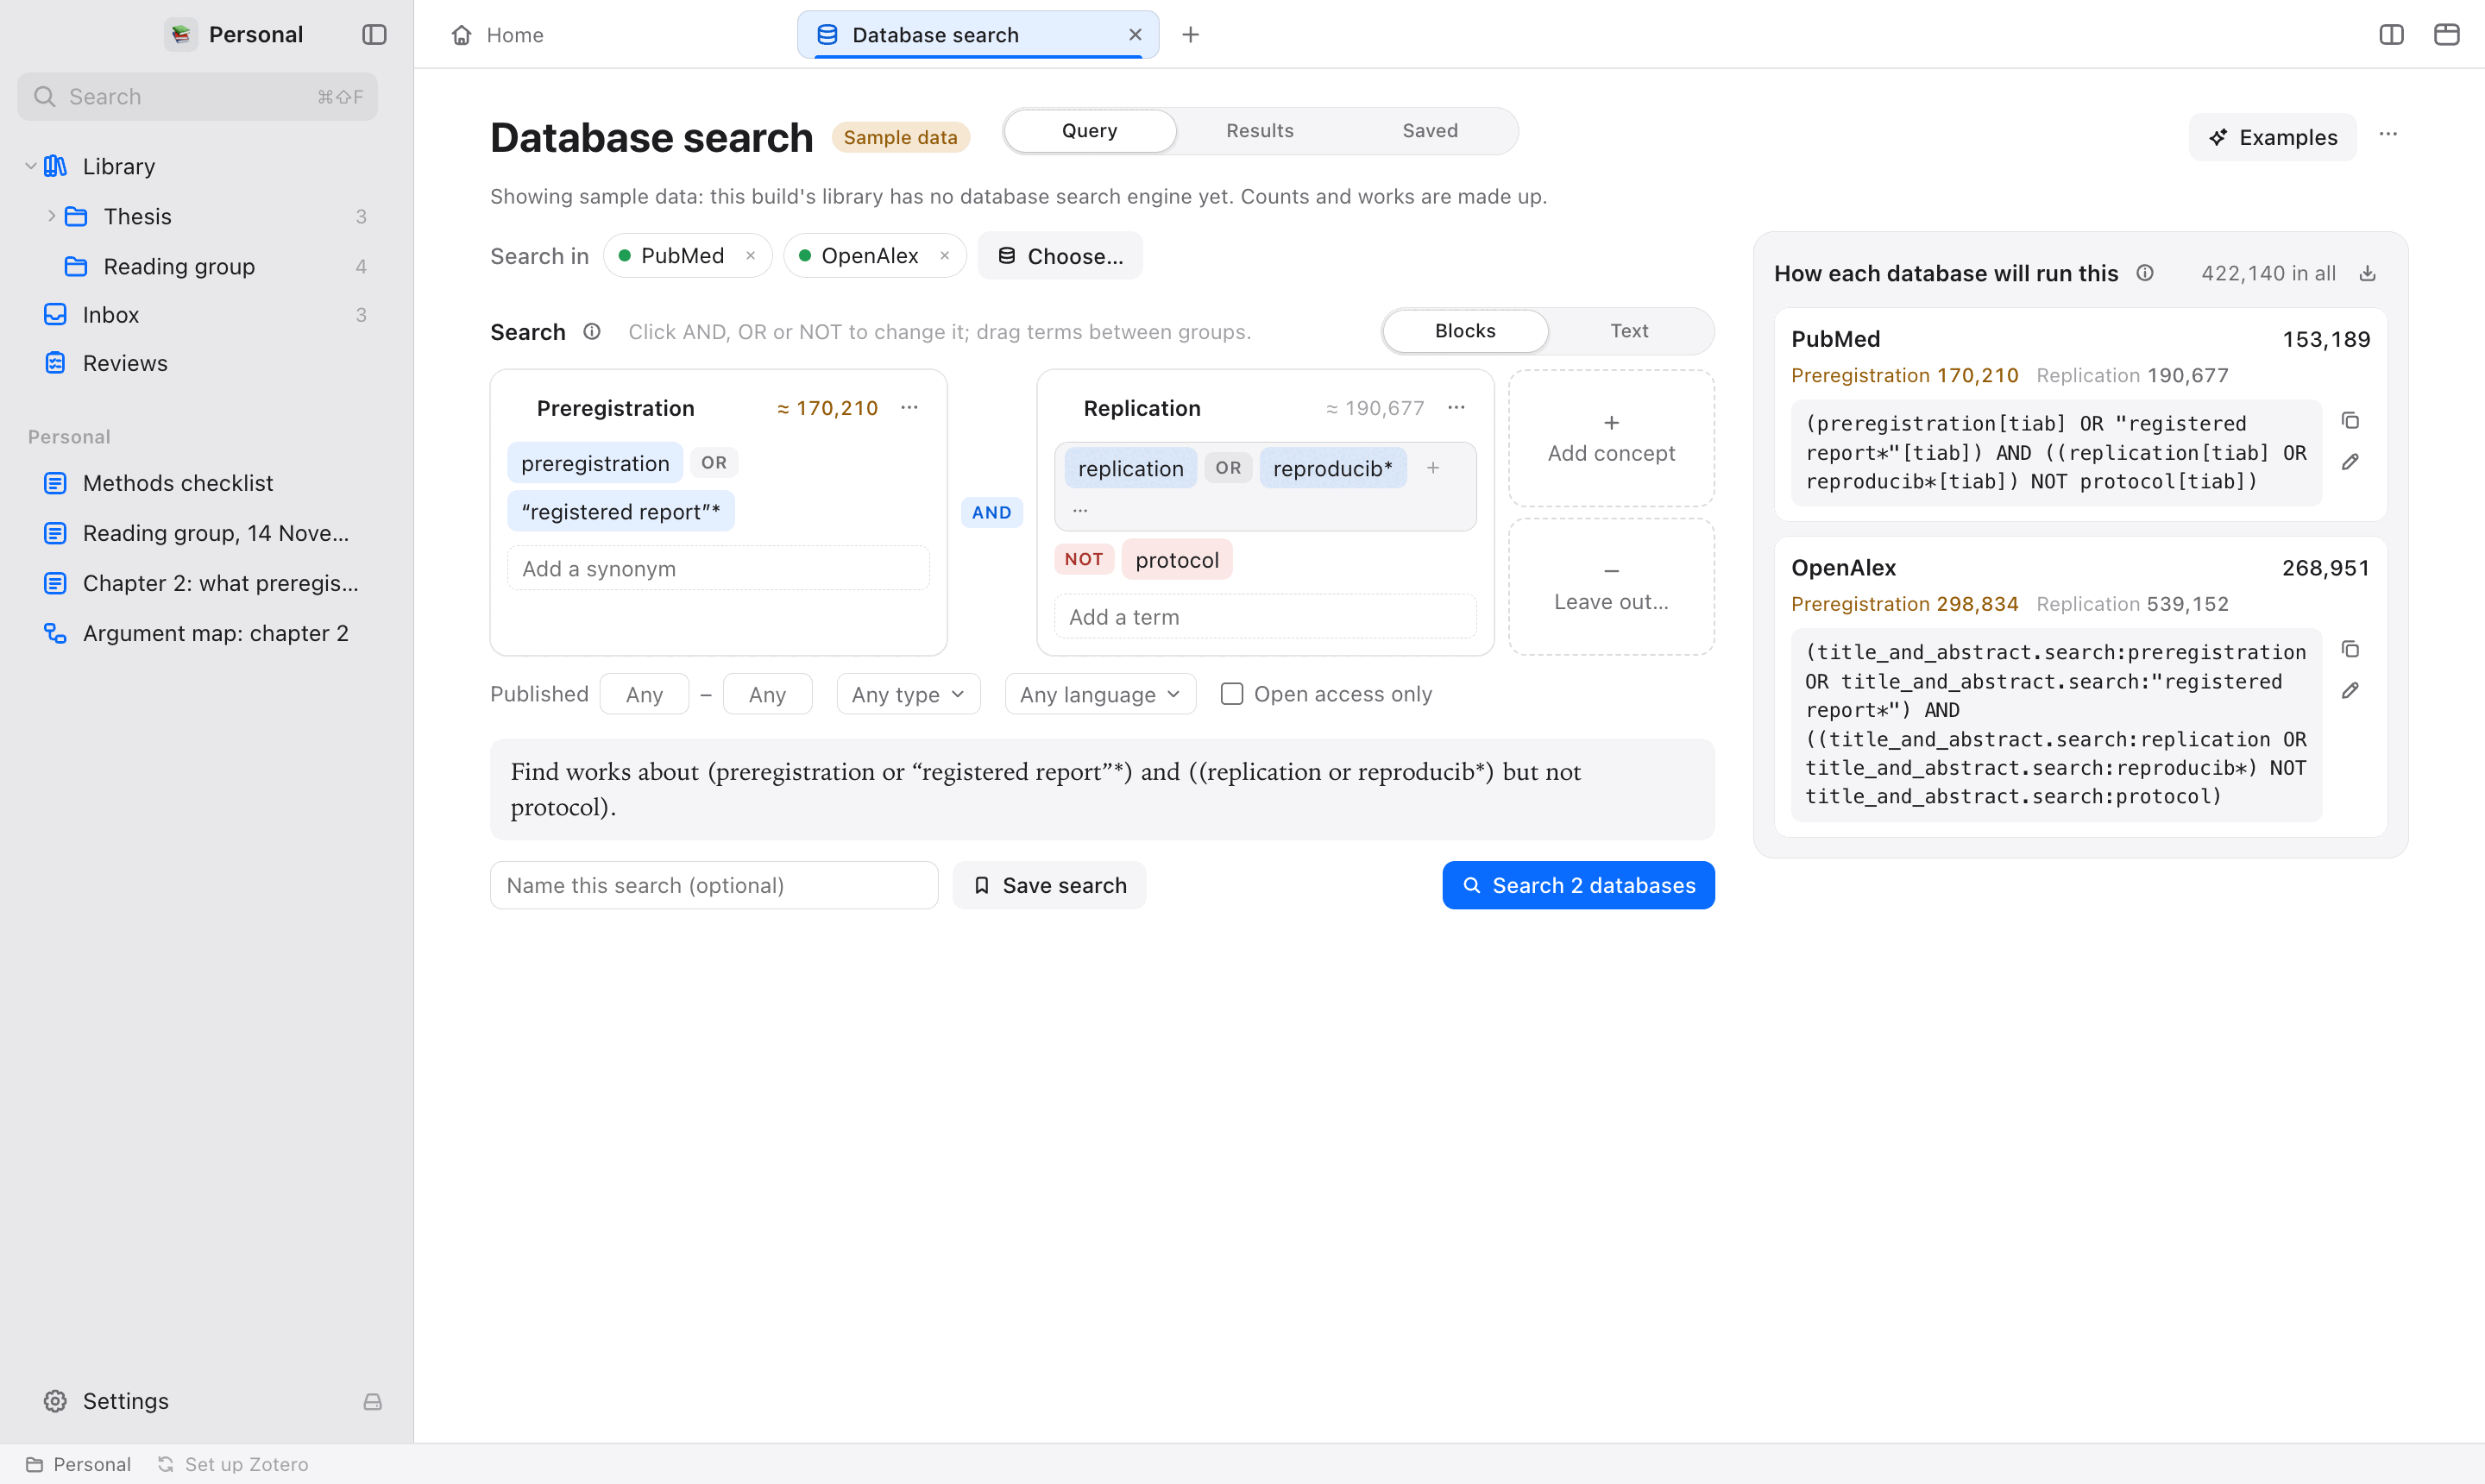 Personal
Search ⌘⇧F
Library
Thesis 3
Reading group 4
Inbox 3
Reviews
Personal
Methods checklist
Reading group, 14 Nove...
Chapter 2: what preregis...
Argument map: chapter 2
Settings
Personal Set up Zotero
Home
Database search
Database search Sample data
Query Results Saved
Examples
Showing sample data: this build's library has no database search engine yet. Counts and works are made up.
Search in PubMed × OpenAlex × Choose...
Search Click AND, OR or NOT to change it; drag terms between groups.
Blocks Text
Preregistration ≈ 170,210 ...
preregistration OR
“registered report”*
Add a synonym
AND
Replication ≈ 190,677 ...
replication OR reproducib* +
...
NOT protocol
Add a term
+
Add concept
–
Leave out...
Published Any – Any Any type Any language Open access only
Find works about (preregistration or “registered report”*) and ((replication or reproducib*) but not
protocol).
Name this search (optional) Save search Search 2 databases
How each database will run this 422,140 in all
PubMed 153,189
Preregistration 170,210 Replication 190,677
(preregistration[tiab] OR "registered
report*"[tiab]) AND ((replication[tiab] OR
reproducib*[tiab]) NOT protocol[tiab])
OpenAlex 268,951
Preregistration 298,834 Replication 539,152
(title_and_abstract.search:preregistration
OR title_and_abstract.search:"registered
report*") AND
((title_and_abstract.search:replication OR
title_and_abstract.search:reproducib*) NOT
title_and_abstract.search:protocol)